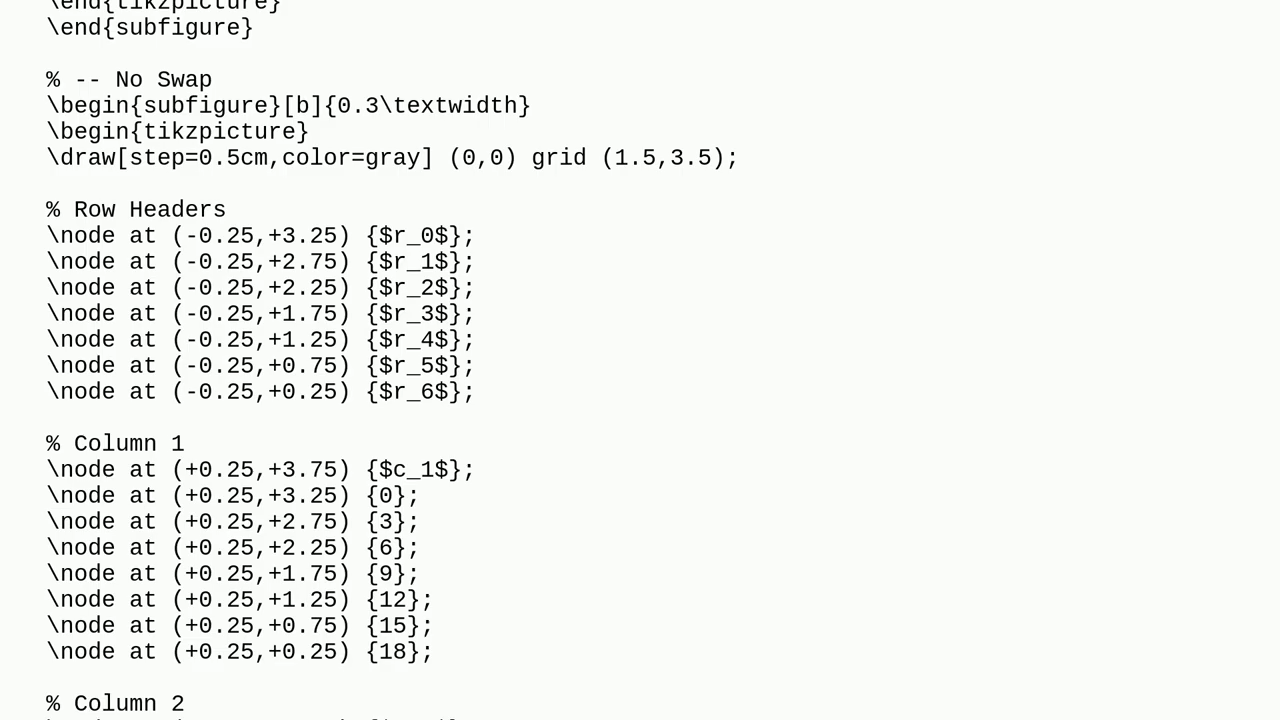 \end{tikzpicture}
\end{subfigure}
% -- No Swap
\begin{subfigure}[b]{0.3\textwidth}
\begin{tikzpicture}
\draw[step=0.5cm,color=gray] (0,0) grid (1.5,3.5);
% Row Headers
\node at (-0.25,+3.25) {$r_0$};
\node at (-0.25,+2.75) {$r_1$};
\node at (-0.25,+2.25) {$r_2$};
\node at (-0.25,+1.75) {$r_3$};
\node at (-0.25,+1.25) {$r_4$};
\node at (-0.25,+0.75) {$r_5$};
\node at (-0.25,+0.25) {$r_6$};
% Column 1
\node at (+0.25,+3.75) {$c_1$};
\node at (+0.25,+3.25) {0};
\node at (+0.25,+2.75) {3};
\node at (+0.25,+2.25) {6};
\node at (+0.25,+1.75) {9};
\node at (+0.25,+1.25) {12};
\node at (+0.25,+0.75) {15};
\node at (+0.25,+0.25) {18};
% Column 2